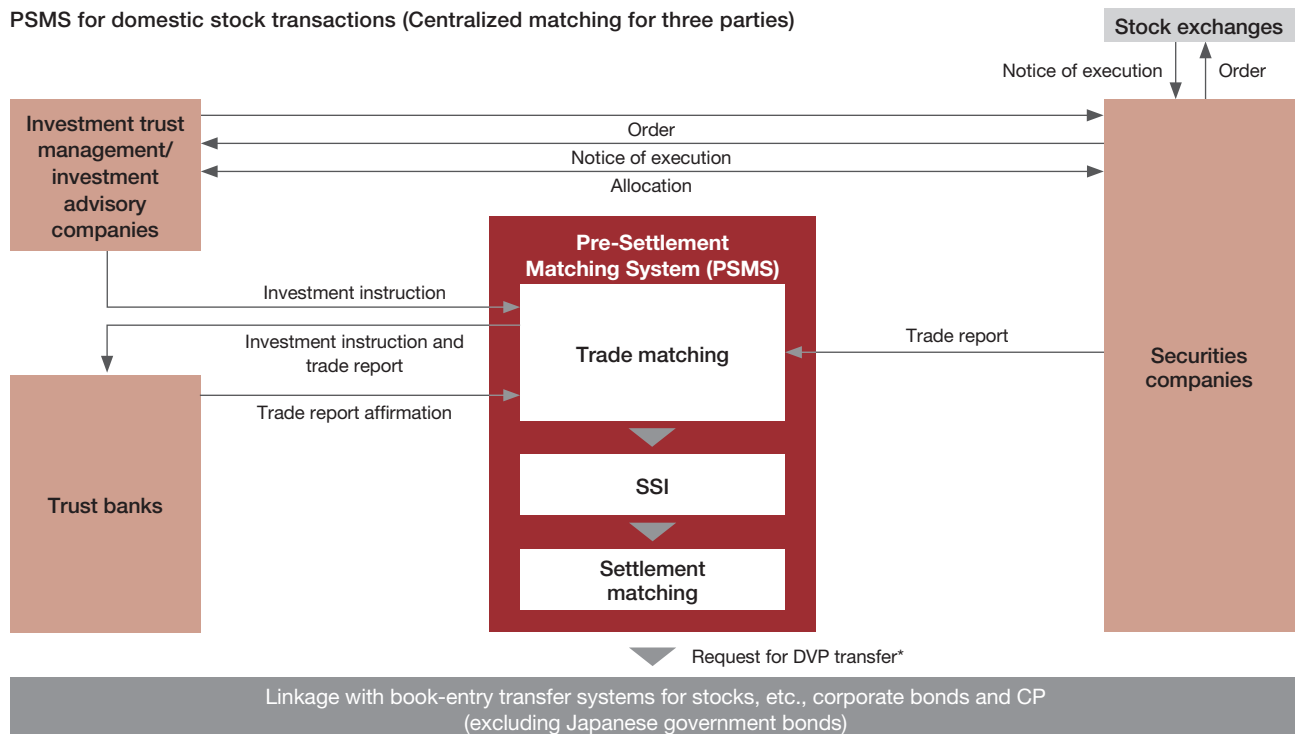 PSMS for domestic stock transactions (Centralized matching for three parties)
Stock exchanges
Notice of execution
Order
Investment trust
management/
investment
advisory
companies
Order
Notice of execution
Allocation
Pre-Settlement
Matching System (PSMS)
Investment instruction
Investment instruction and
trade report
Trade matching
Trade report
Securities
companies
Trade report affirmation
Trust banks
SSI
Settlement
matching
Request for DVP transfer*
Linkage with book-entry transfer systems for stocks, etc., corporate bonds and CP
(excluding Japanese government bonds)